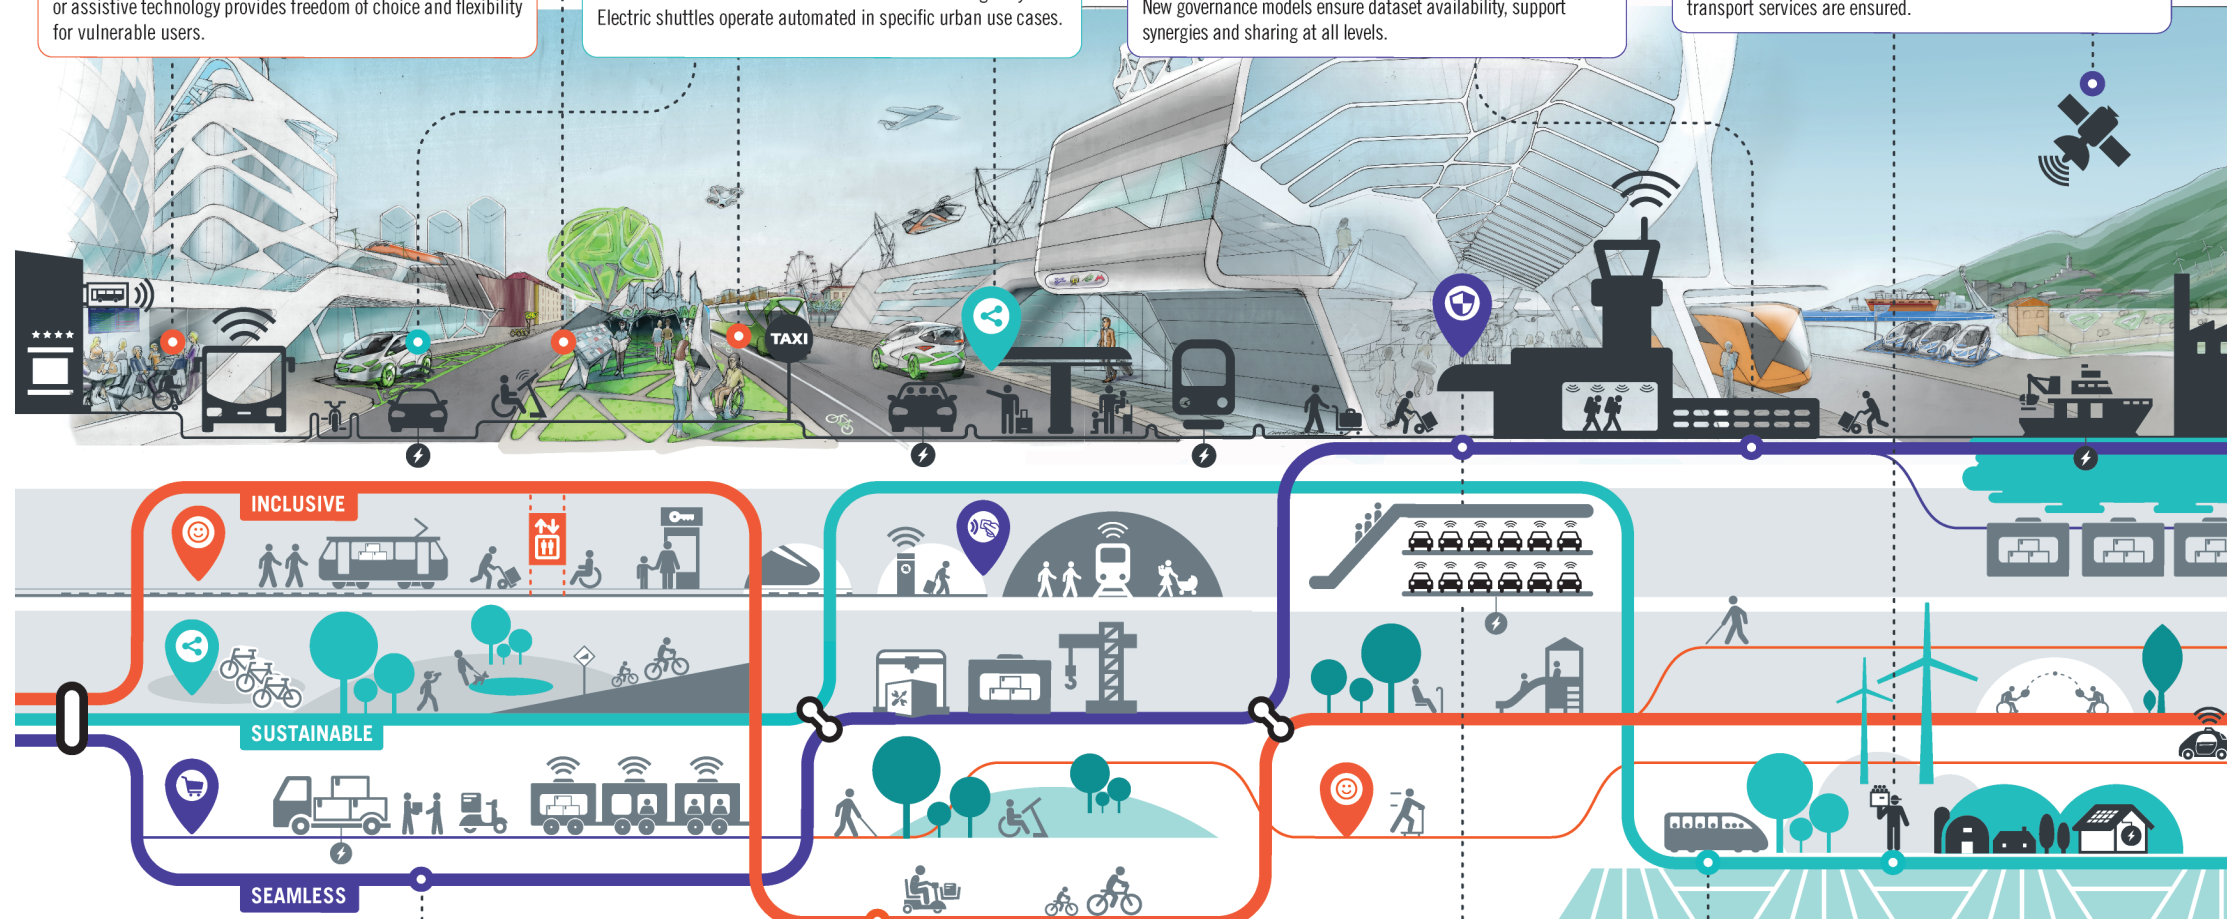 or assistive technology provides freedom of choice and flexibility
for vulnerable users.
Electric shuttles operate automated in specific urban use cases.
New governance models ensure dataset availability, support
synergies and sharing at all levels.
transport services are ensured.
TAXI
INCLUSIVE
SUSTAINABLE
SEAMLESS